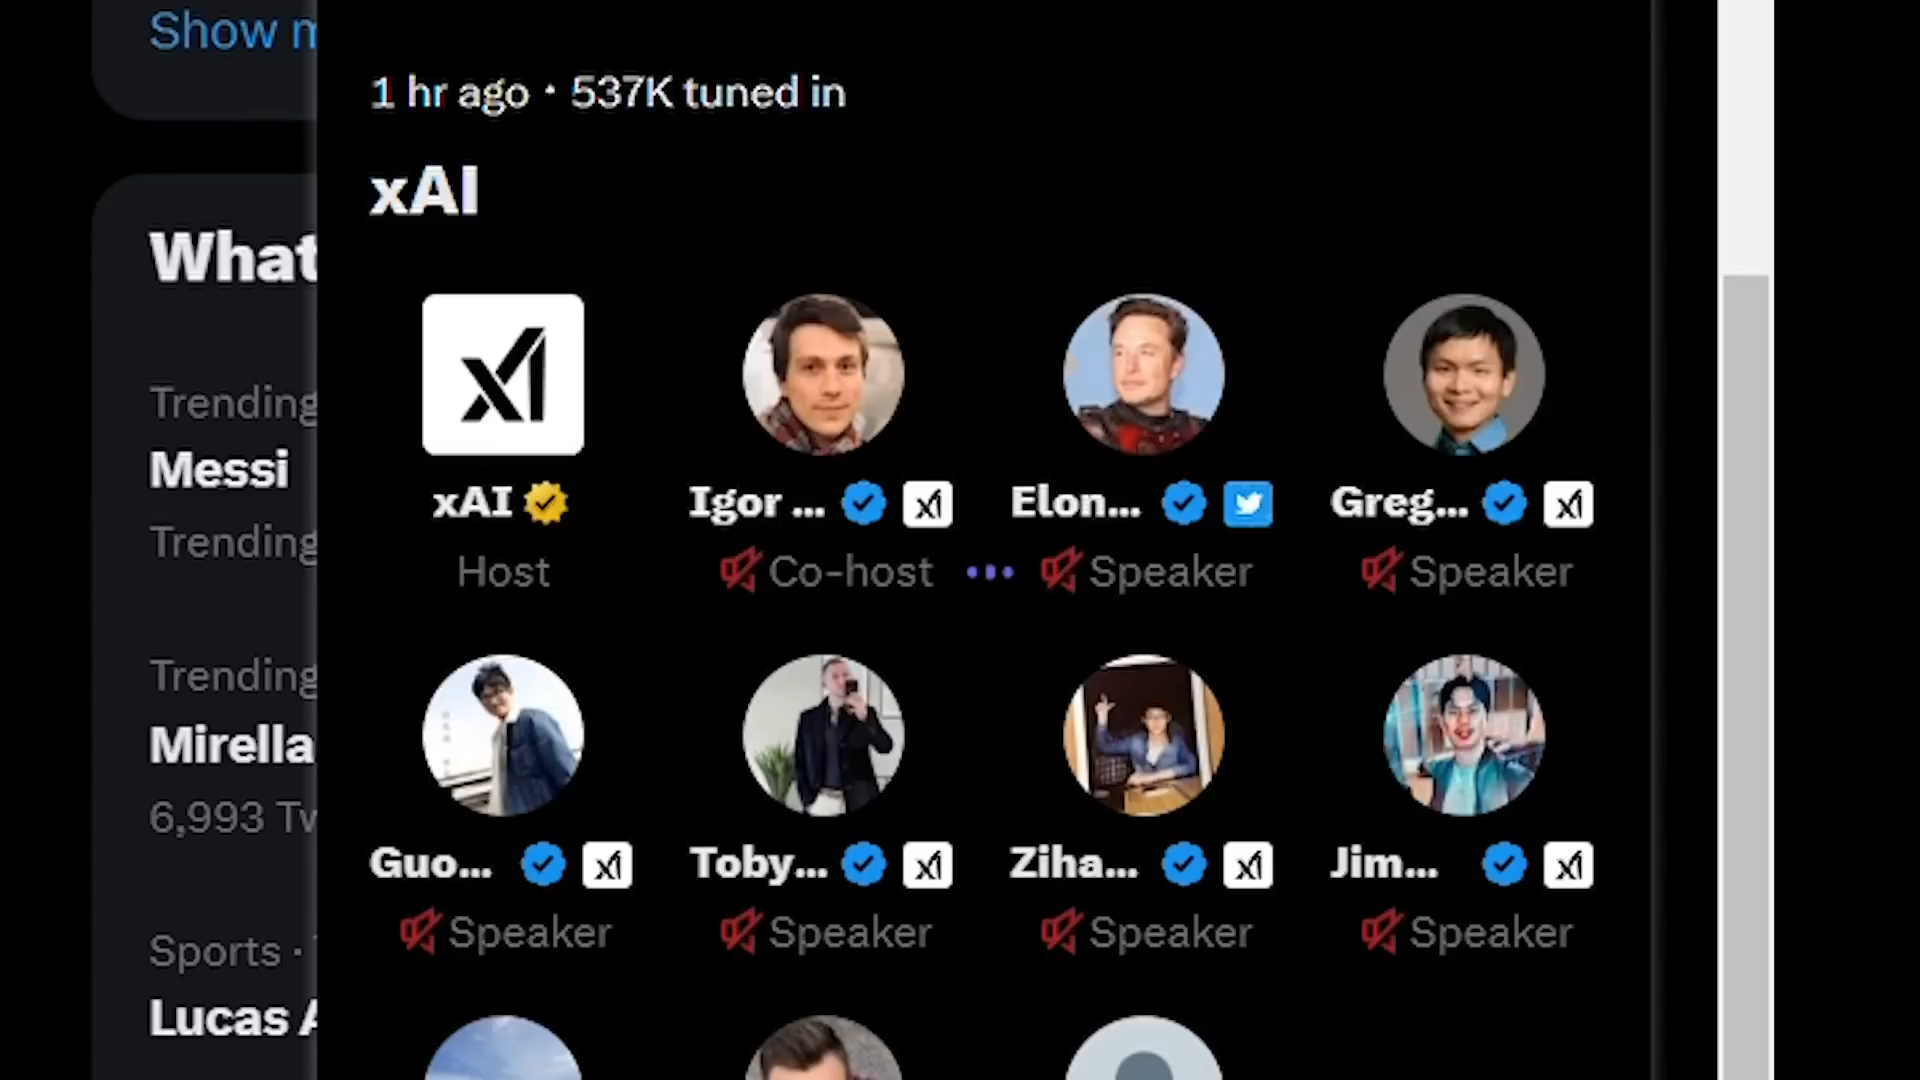 Show m
What
Trending
Messi
Trending
Trending
Mirella
6,993 Tw
Sports ·
Lucas A
1 hr ago · 537K tuned in
xAI
xAI
Host
Igor ...
Co-host
Elon...
Speaker
Greg...
Speaker
Guo...
Speaker
Toby...
Speaker
Ziha...
Speaker
Jim...
Speaker